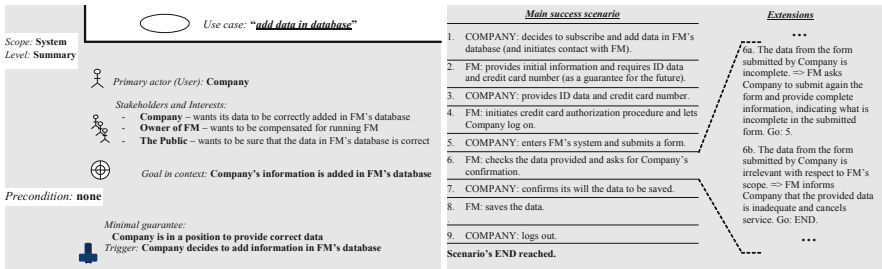 Use case: “add data in database”
Scope: System
Level: Summary
Primary actor (User): Company
Stakeholders and Interests:
- Company – wants its data to be correctly added in FM’s database
- Owner of FM – wants to be compensated for running FM
- The Public – wants to be sure that the data in FM’s database is correct
Goal in context: Company’s information is added in FM’s database
Precondition: none
Minimal guarantee:
Company is in a position to provide correct data
Trigger: Company decides to add information in FM’s database
Main success scenario
1. COMPANY: decides to subscribe and add data in FM’s
database (and initiates contact with FM).
2. FM: provides initial information and requires ID data
and credit card number (as a guarantee for the future).
3. COMPANY: provides ID data and credit card number.
4. FM: initiates credit card authorization procedure and lets
Company log on.
5. COMPANY: enters FM’s system and submits a form.
6. FM: checks the data provided and asks for Company’s
confirmation.
7. COMPANY: confirms its will the data to be saved.
8. FM: saves the data.
.
9. COMPANY: logs out.
Scenario’s END reached.
Extensions
•••
6a. The data from the form
submitted by Company is
incomplete. => FM asks
Company to submit again the
form and provide complete
information, indicating what is
incomplete in the submitted
form. Go: 5.
6b. The data from the form
submitted by Company is
irrelevant with respect to FM’s
scope. => FM informs
Company that the provided data
is inadequate and cancels
service. Go: END.
•••